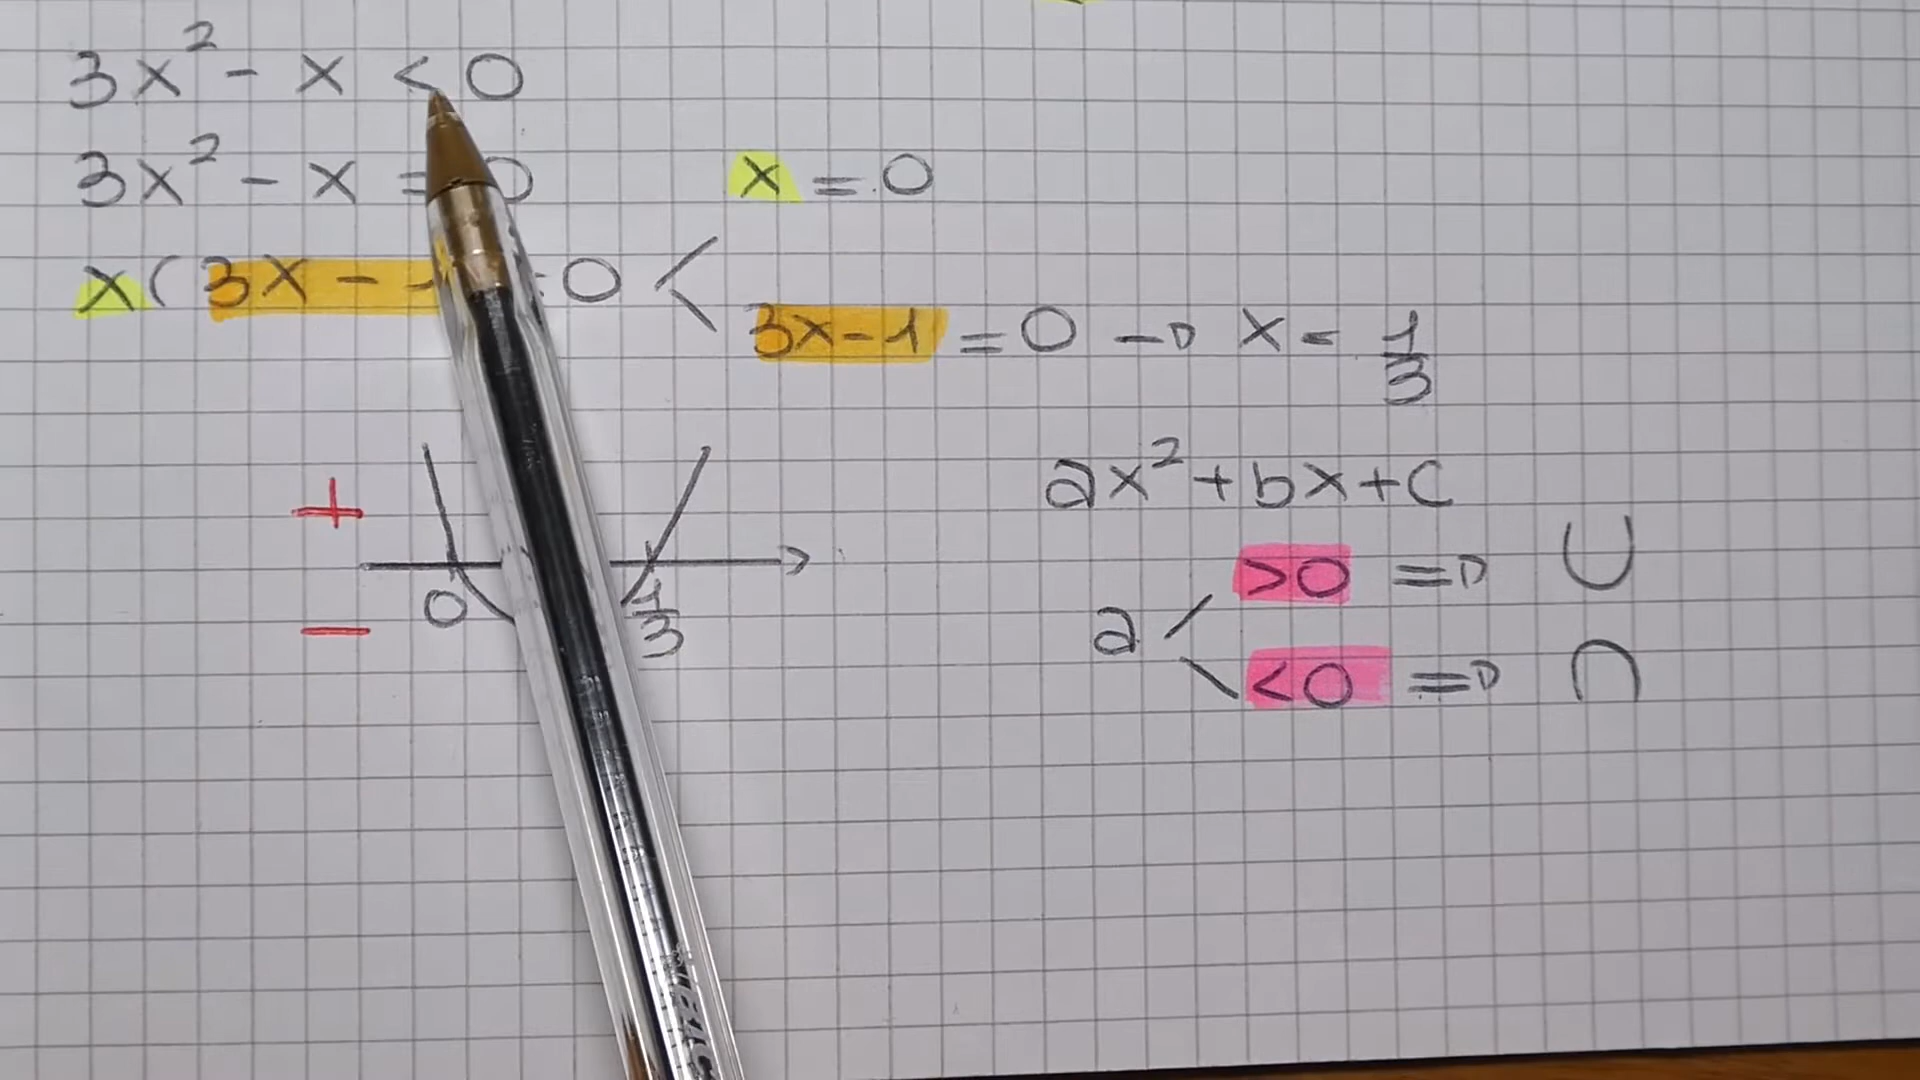 3x² - x < 0
3x² - x = 0
x = 0
x(3x - = 0
3x - 1 = 0 → x = 1/3
ax² + bx + c
+
> 0 ⇒ ∪
0 1/3
a
-
< 0 ⇒ ∩